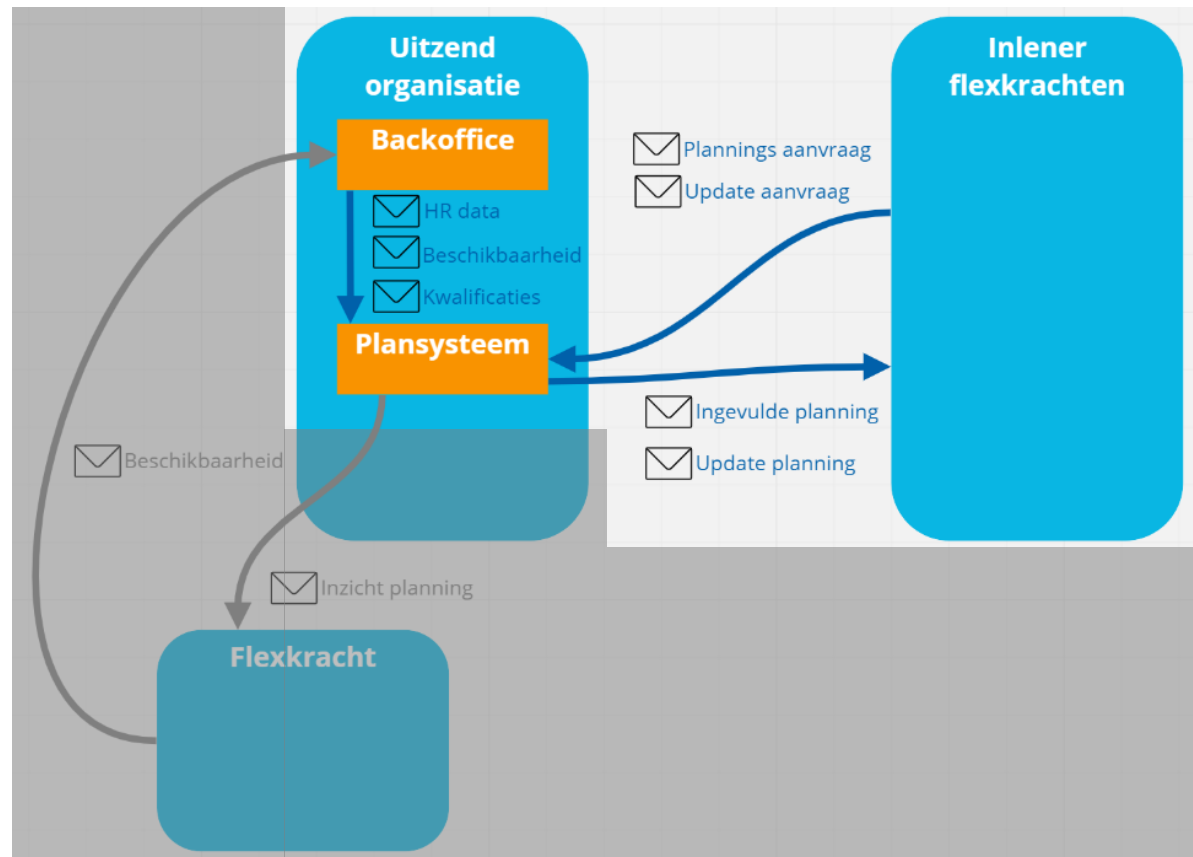 Uitzend
organisatie
Backoffice
HR data
Beschikbaarheid
Kwalificaties
Plansysteem
Inlener
flexkrachten
Plannings aanvraag
Update aanvraag
Ingevulde planning
Update planning
Beschikbaarheid
Inzicht planning
Flexkracht